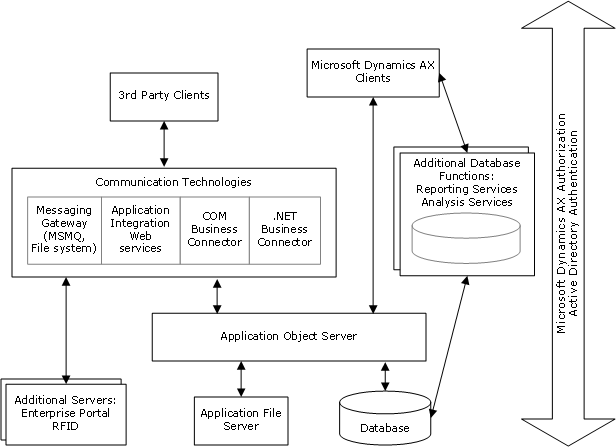 Microsoft Dynamics AX
Clients
3rd Party Clients
Additional Database
Functions:
Reporting Services
Analysis Services
Communication Technologies
Messaging
Gateway
(MSMQ,
File system)
Application
Integration
Web
services
COM
Business
Connector
.NET
Business
Connector
Application Object Server
Additional Servers:
Enterprise Portal
RFID
Application File
Server
Database
Microsoft Dynamics AX Authorization
Active Directory Authentication